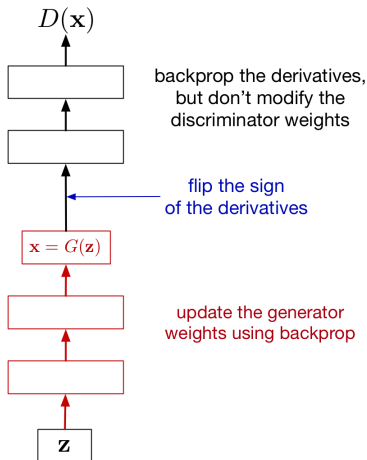 D(x)
backprop the derivatives,
but don't modify the
discriminator weights
flip the sign
of the derivatives
x = G(z)
update the generator
weights using backprop
z